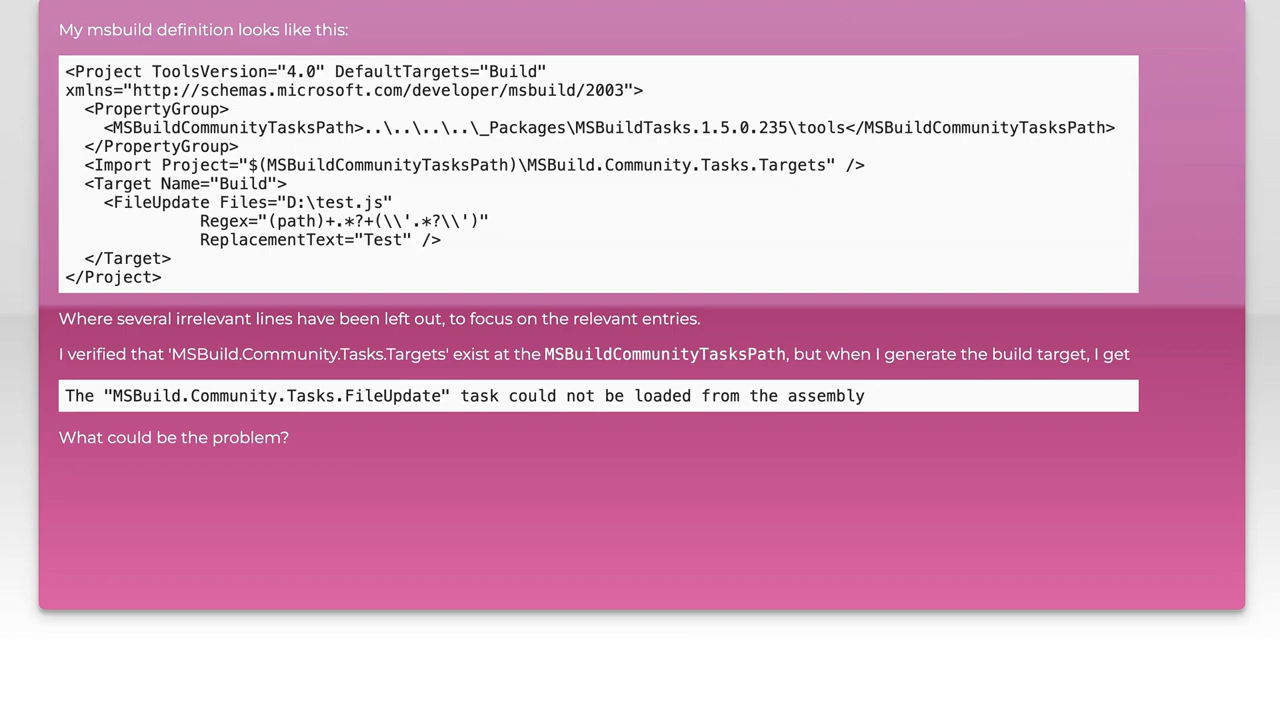 My msbuild definition looks like this:
<Project ToolsVersion="4.0" DefaultTargets="Build"
xmlns="http://schemas.microsoft.com/developer/msbuild/2003">
  <PropertyGroup>
    <MSBuildCommunityTasksPath>..\..\..\..\_Packages\MSBuildTasks.1.5.0.235\tools</MSBuildCommunityTasksPath>
  </PropertyGroup>
  <Import Project="$(MSBuildCommunityTasksPath)\MSBuild.Community.Tasks.Targets" />
  <Target Name="Build">
    <FileUpdate Files="D:\test.js"
              Regex="(path)+.*?+(\\'.*?\\')"
              ReplacementText="Test" />
  </Target>
</Project>
Where several irrelevant lines have been left out, to focus on the relevant entries.
I verified that 'MSBuild.Community.Tasks.Targets' exist at the MSBuildCommunityTasksPath, but when I generate the build target, I get
The "MSBuild.Community.Tasks.FileUpdate" task could not be loaded from the assembly
What could be the problem?